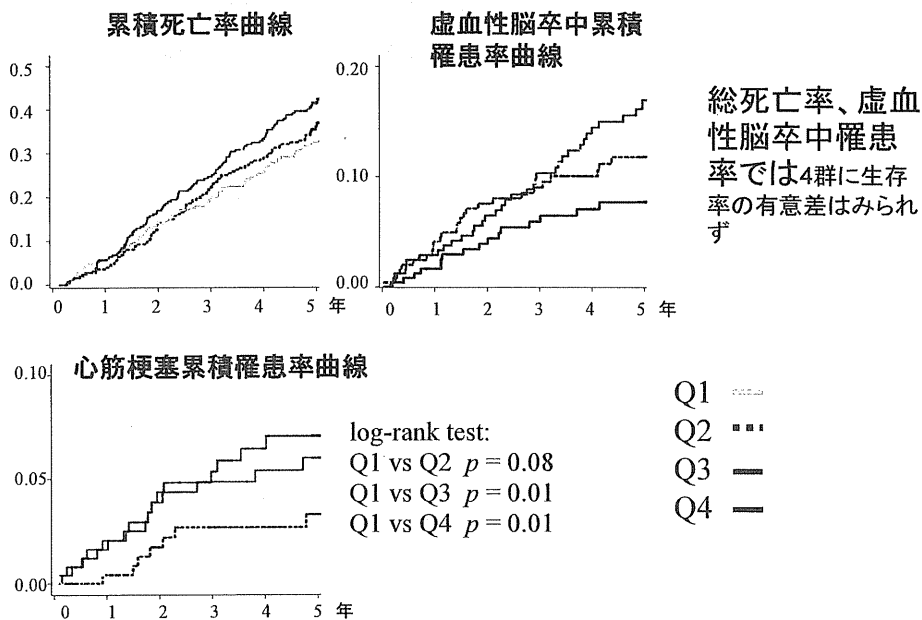 累積死亡率曲線
0.5
0.4
0.3
0.2
0.1
0.0
0 1 2 3 4 5 年
虚血性脳卒中累積
罹患率曲線
0.20
0.10
0.00
0 1 2 3 4 5 年
総死亡率、虚血
性脳卒中罹患
率では4群に生存
率の有意差はみられ
ず
心筋梗塞累積罹患率曲線
0.10
0.05
0.00
0 1 2 3 4 5 年
log-rank test:
Q1 vs Q2 p = 0.08
Q1 vs Q3 p = 0.01
Q1 vs Q4 p = 0.01
Q1
Q2
Q3
Q4